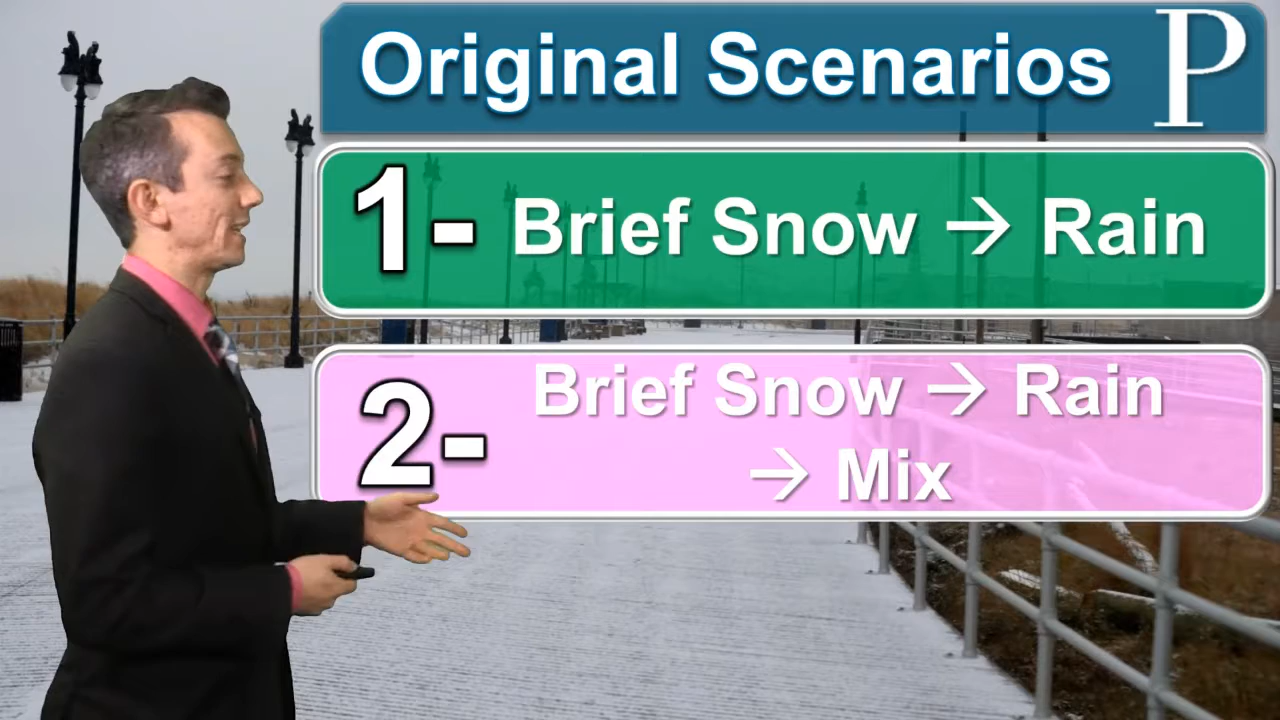 Original Scenarios P
1- Brief Snow → Rain
2- Brief Snow → Rain
→ Mix